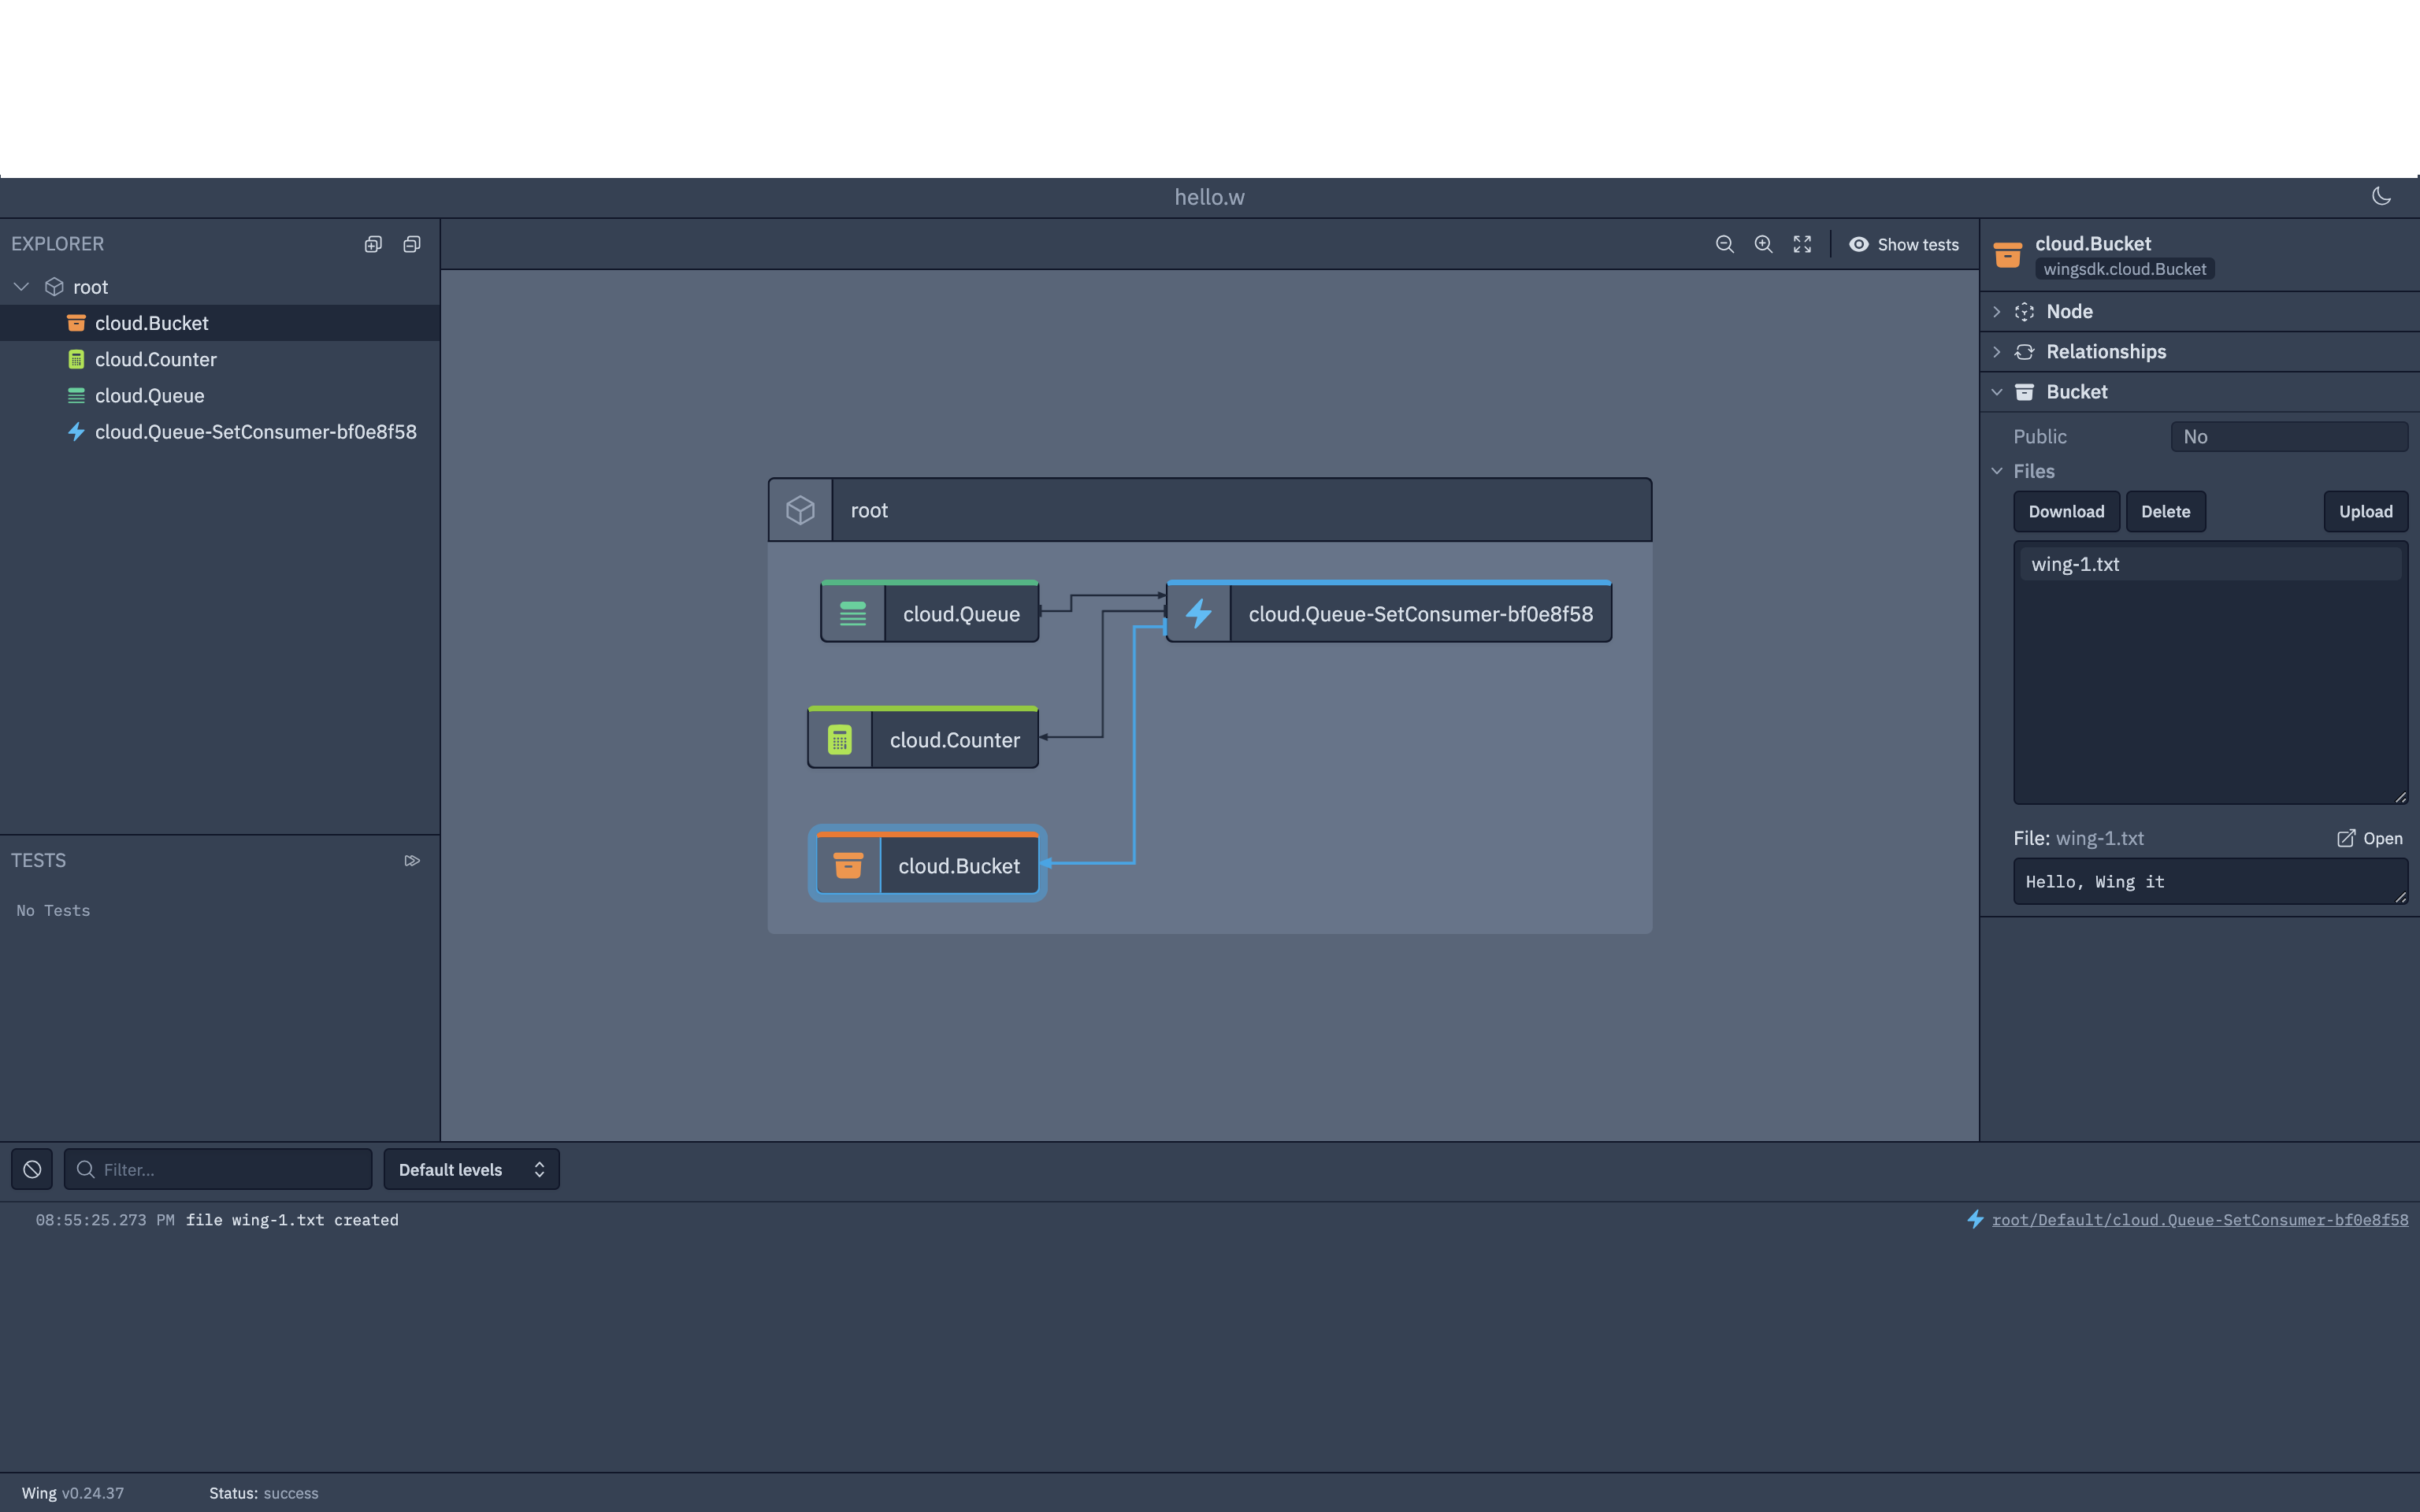 hello.w
EXPLORER
root
cloud.Bucket
cloud.Counter
cloud.Queue
cloud.Queue-SetConsumer-bf0e8f58
TESTS
No Tests
Show tests
root
cloud.Queue
cloud.Queue-SetConsumer-bf0e8f58
cloud.Counter
cloud.Bucket
cloud.Bucket
wingsdk.cloud.Bucket
Node
Relationships
Bucket
Public No
Files
Download Delete Upload
wing-1.txt
File: wing-1.txt Open
Hello, Wing it
Filter... Default levels
08:55:25.273 PM file wing-1.txt created root/Default/cloud.Queue-SetConsumer-bf0e8f58
Wing v0.24.37 Status: success